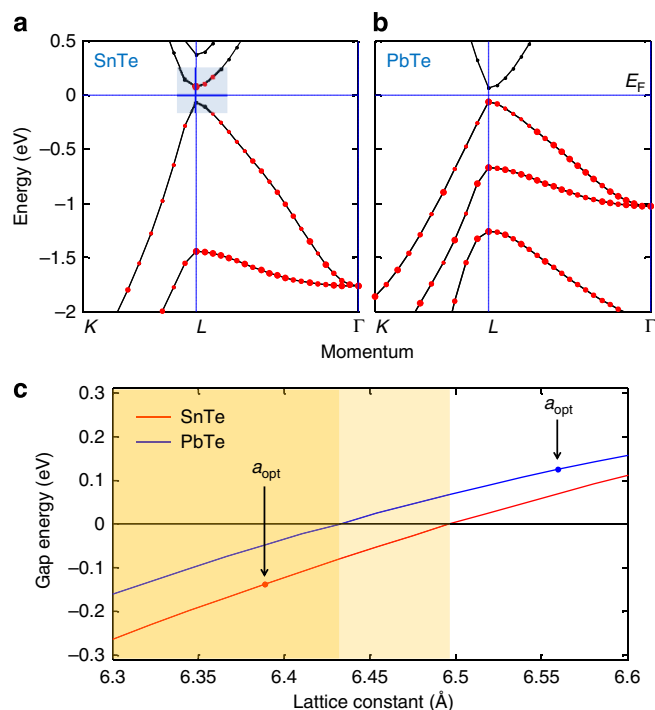 a
b
0.5
SnTe
PbTe
E_F
0
Energy (eV)
−0.5
−1
−1.5
−2
K
L
Γ
K
L
Γ
Momentum
c
0.3
SnTe
PbTe
a_opt
a_opt
0.2
0.1
0
−0.1
−0.2
−0.3
Gap energy (eV)
6.3
6.35
6.4
6.45
6.5
6.55
6.6
Lattice constant (Å)